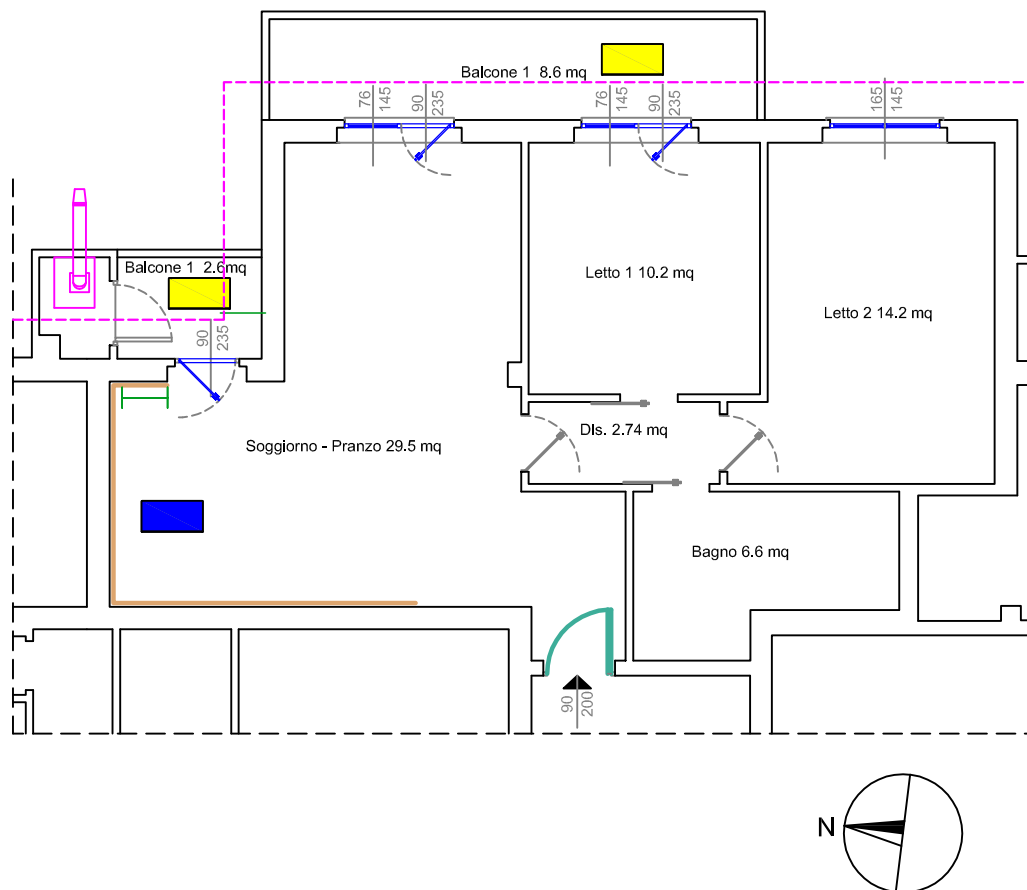 Balcone 1  8.6 mq
76
145
90
235
76
145
90
235
165
145
Balcone 1  2.6mq
Letto 1 10.2 mq
Letto 2 14.2 mq
90
235
Soggiorno - Pranzo 29.5 mq
DIs. 2.74 mq
Bagno 6.6 mq
90
200
N